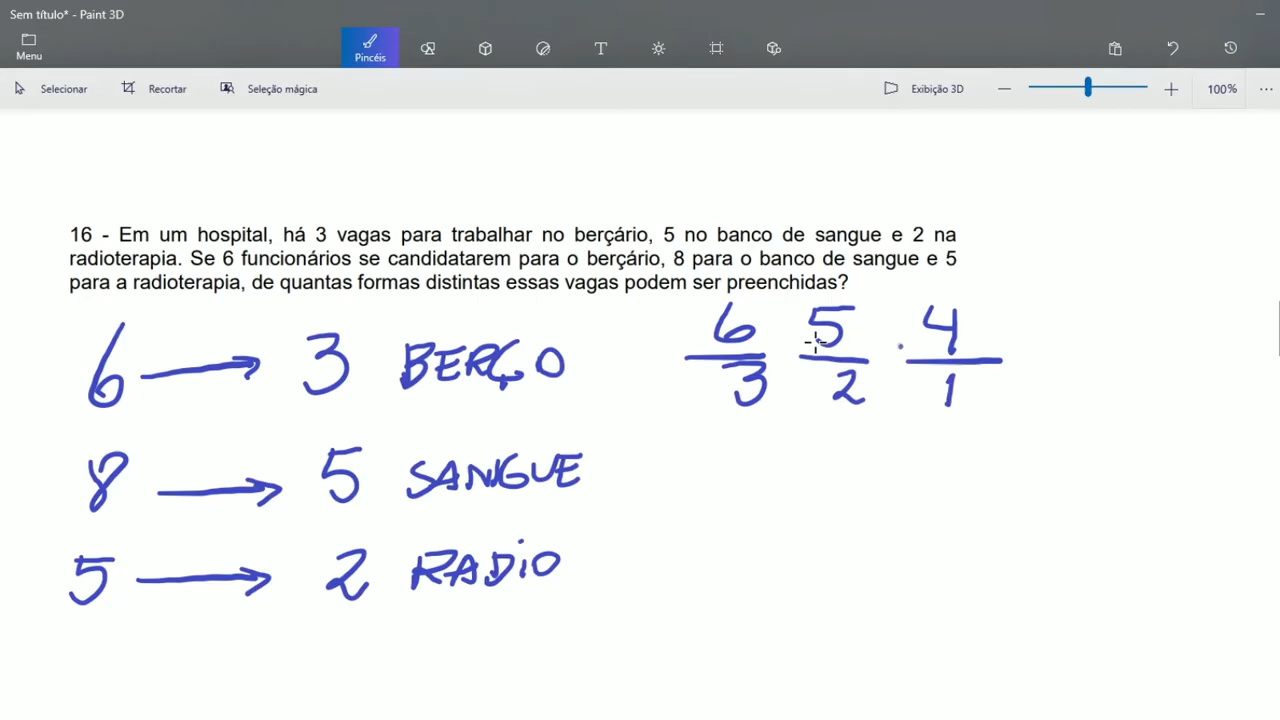 Sem título* - Paint 3D
Menu
Pincéis
Selecionar
Recortar
Seleção mágica
Exibição 3D
100%
16 - Em um hospital, há 3 vagas para trabalhar no berçário, 5 no banco de sangue e 2 na
radioterapia. Se 6 funcionários se candidatarem para o berçário, 8 para o banco de sangue e 5
para a radioterapia, de quantas formas distintas essas vagas podem ser preenchidas?
6 → 3 BERÇO
8 → 5 SANGUE
5 → 2 RADIO
6 5 . 4
3 2 1